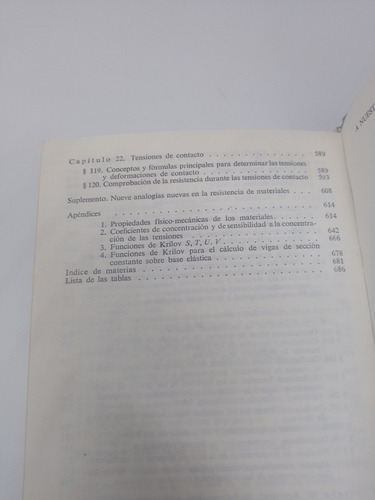 Capítulo 22. Tensiones de contacto . . . . . . . . . . . . . . 589
§ 119. Conceptos y fórmulas principales para determinar las tensiones
y deformaciones de contacto . . . . . . . . . . . . 589
§ 120. Comprobación de la resistencia durante las tensiones de contacto 593
Suplemento. Nueve analogías nuevas en la resistencia de materiales . . . 608
Apéndices . . . . . . . . . . . . . . . . . . . . . . 614
1. Propiedades físico-mecánicas de los materiales . . . . . . . 614
2. Coeficientes de concentración y de sensibilidad a la concentra-
ción de las tensiones . . . . . . . . . . . . . . . 642
3. Funciones de Krilov S, T, U, V . . . . . . . . . . . . . 666
4. Funciones de Krilov para el cálculo de vigas de sección
constante sobre base elástica . . . . . . . . . . . . 678
Indice de materias . . . . . . . . . . . . . . . . . . . 681
Lista de las tablas . . . . . . . . . . . . . . . . . . . 686
A NUEST